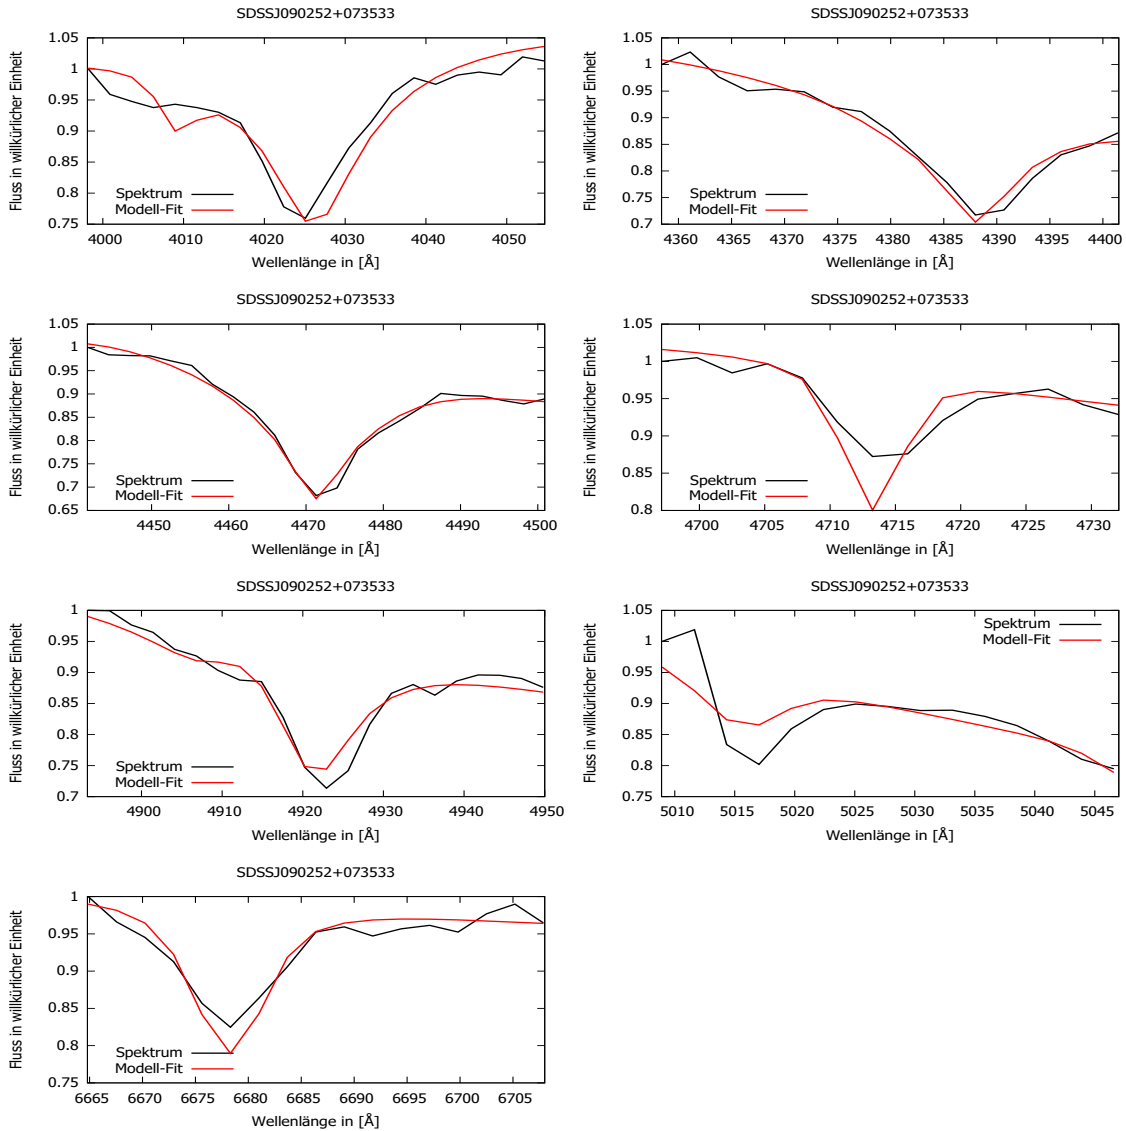 SDSSJ090252+073533
Fluss in willkürlicher Einheit
1.05
1
0.95
0.9
0.85
0.8
0.75
Spektrum
Modell-Fit
4000 4010 4020 4030 4040 4050
Wellenlänge in [Å]
SDSSJ090252+073533
Fluss in willkürlicher Einheit
1.05
1
0.95
0.9
0.85
0.8
0.75
0.7
Spektrum
Modell-Fit
4360 4365 4370 4375 4380 4385 4390 4395 4400
Wellenlänge in [Å]
SDSSJ090252+073533
Fluss in willkürlicher Einheit
1.05
1
0.95
0.9
0.85
0.8
0.75
0.7
0.65
Spektrum
Modell-Fit
4450 4460 4470 4480 4490 4500
Wellenlänge in [Å]
SDSSJ090252+073533
Fluss in willkürlicher Einheit
1.05
1
0.95
0.9
0.85
0.8
Spektrum
Modell-Fit
4700 4705 4710 4715 4720 4725 4730
Wellenlänge in [Å]
SDSSJ090252+073533
Fluss in willkürlicher Einheit
1
0.95
0.9
0.85
0.8
0.75
0.7
Spektrum
Modell-Fit
4900 4910 4920 4930 4940 4950
Wellenlänge in [Å]
SDSSJ090252+073533
Fluss in willkürlicher Einheit
1.05
1
0.95
0.9
0.85
0.8
0.75
Spektrum
Modell-Fit
5010 5015 5020 5025 5030 5035 5040 5045
Wellenlänge in [Å]
SDSSJ090252+073533
Fluss in willkürlicher Einheit
1
0.95
0.9
0.85
0.8
0.75
Spektrum
Modell-Fit
6665 6670 6675 6680 6685 6690 6695 6700 6705
Wellenlänge in [Å]